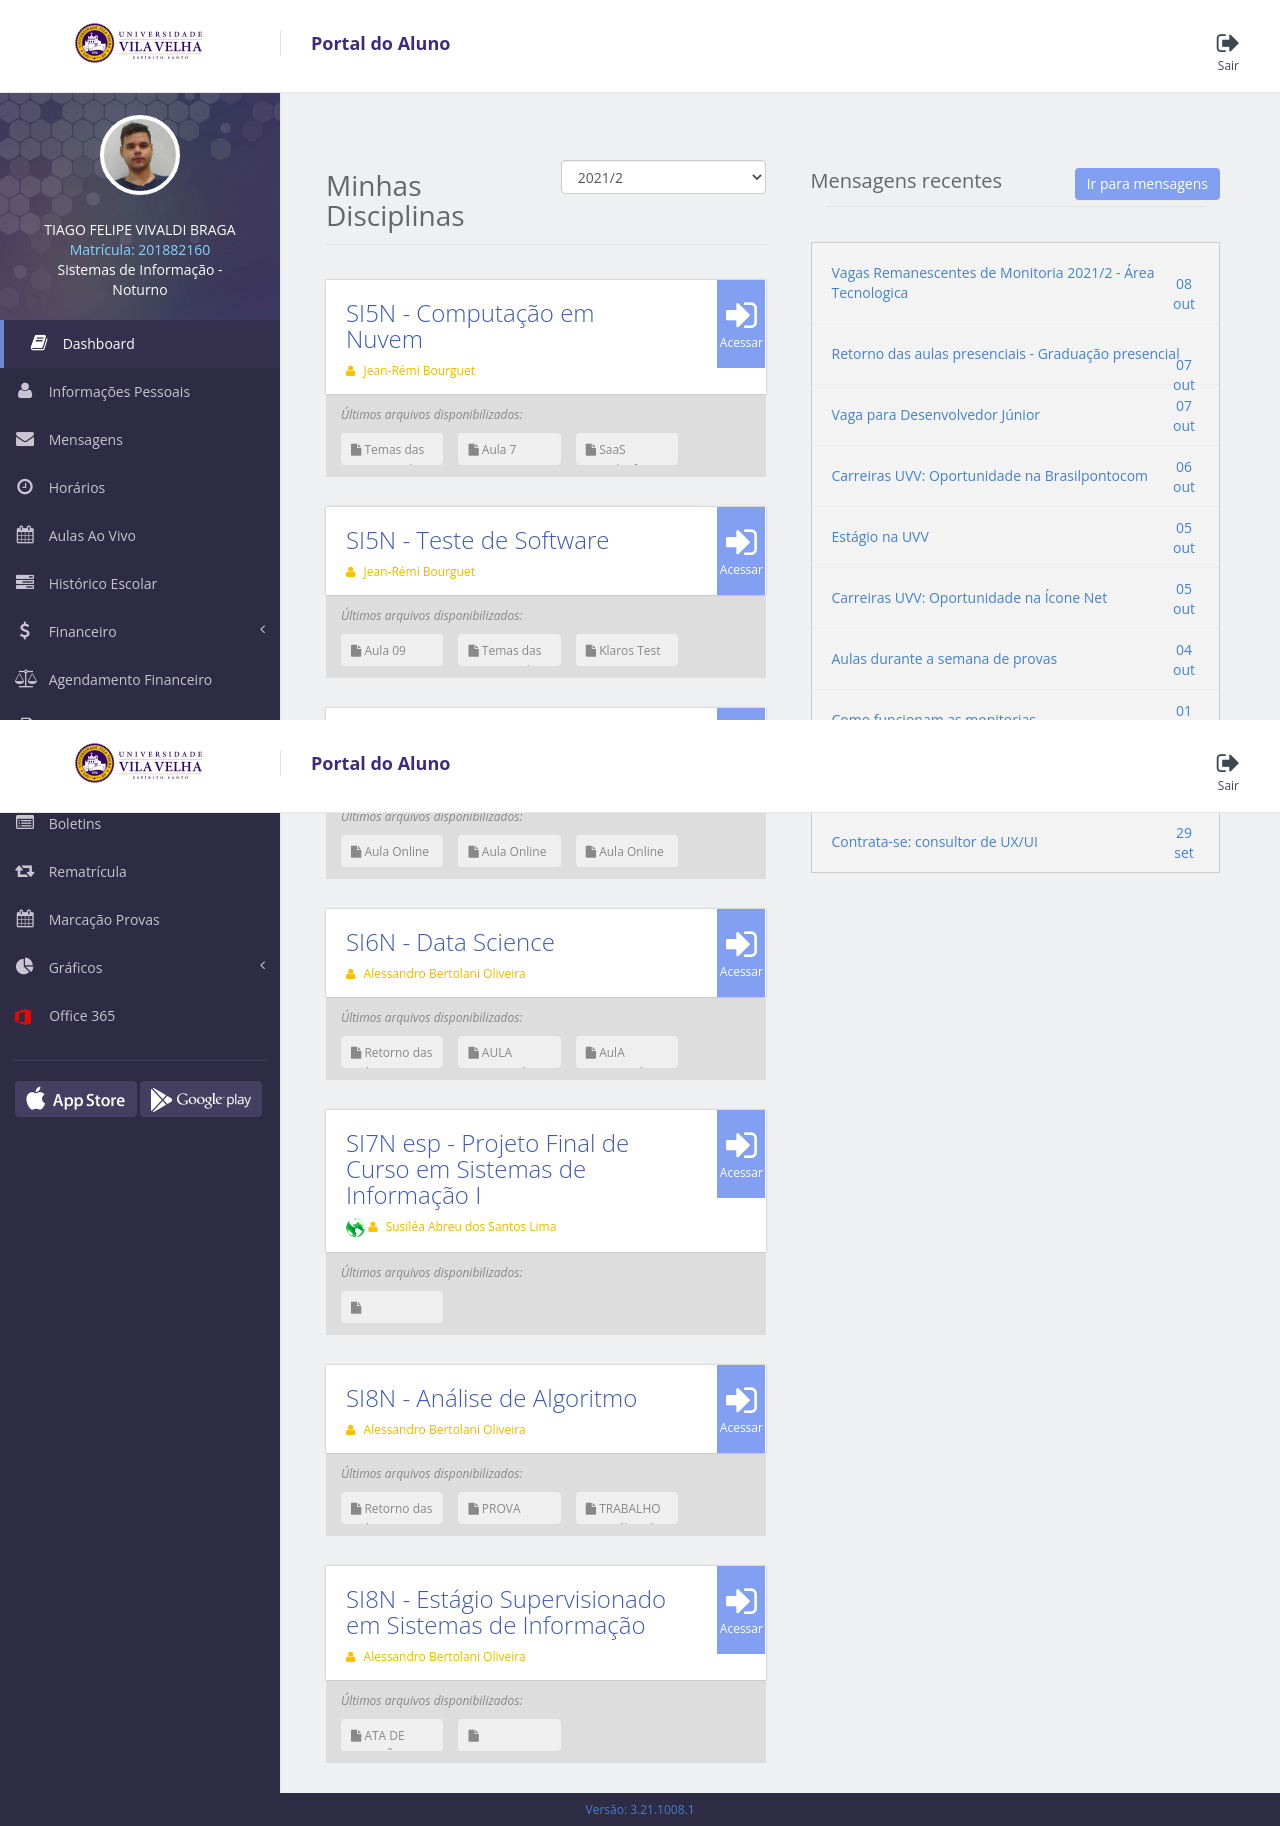 UNIVERSIDADE
VILA VELHA
ESPÍRITO SANTO
Portal do Aluno
Sair
TIAGO FELIPE VIVALDI BRAGA
Matrícula: 201882160
Sistemas de Informação -
Noturno
Dashboard
Informações Pessoais
Mensagens
Horários
Aulas Ao Vivo
Histórico Escolar
Financeiro
Agendamento Financeiro
Minhas
Disciplinas
2021/2
SI5N - Computação em
Nuvem
Jean-Rémi Bourguet
Acessar
Últimos arquivos disponibilizados:
Temas das
Aula 7
SaaS
SI5N - Teste de Software
Jean-Rémi Bourguet
Acessar
Últimos arquivos disponibilizados:
Aula 09
Temas das
Klaros Test
Mensagens recentes
Ir para mensagens
Vagas Remanescentes de Monitoria 2021/2 - Área
Tecnologica
08
out
Retorno das aulas presenciais - Graduação presencial
07
out
Vaga para Desenvolvedor Júnior
07
out
Carreiras UVV: Oportunidade na Brasilpontocom
06
out
Estágio na UVV
05
out
Carreiras UVV: Oportunidade na Ícone Net
05
out
Aulas durante a semana de provas
04
out
Como funcionam as monitorias
01
UNIVERSIDADE
VILA VELHA
ESPÍRITO SANTO
Portal do Aluno
Sair
Boletins
Rematrícula
Marcação Provas
Gráficos
Office 365
App Store
Google play
Últimos arquivos disponibilizados:
Aula Online
Aula Online
Aula Online
Contrata-se: consultor de UX/UI
29
set
SI6N - Data Science
Alessandro Bertolani Oliveira
Acessar
Últimos arquivos disponibilizados:
Retorno das
AULA
AulA
SI7N esp - Projeto Final de
Curso em Sistemas de
Informação I
Susiléa Abreu dos Santos Lima
Acessar
Últimos arquivos disponibilizados:
SI8N - Análise de Algoritmo
Alessandro Bertolani Oliveira
Acessar
Últimos arquivos disponibilizados:
Retorno das
PROVA
TRABALHO
SI8N - Estágio Supervisionado
em Sistemas de Informação
Alessandro Bertolani Oliveira
Acessar
Últimos arquivos disponibilizados:
ATA DE
Versão: 3.21.1008.1